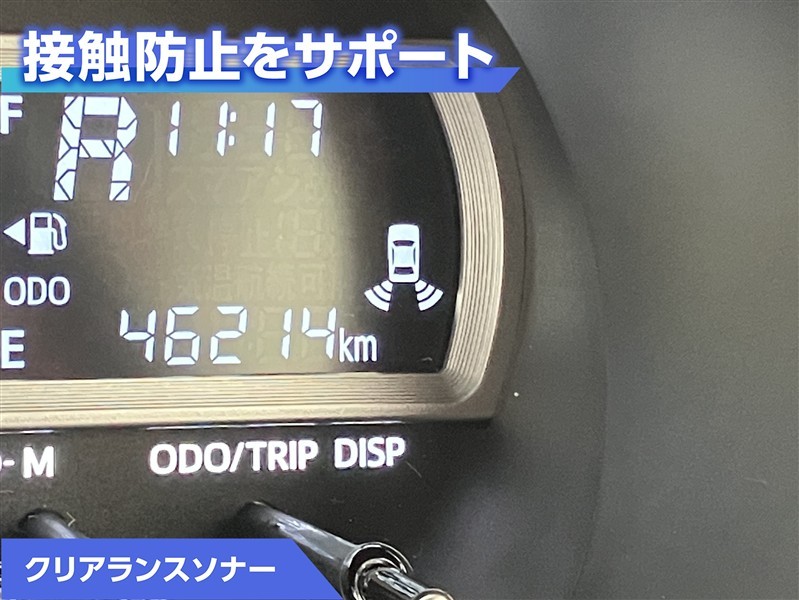 接触防止をサポート
F
R 11:17
ODO
E
46214km
-M
ODO/TRIP DISP
クリアランスソナー